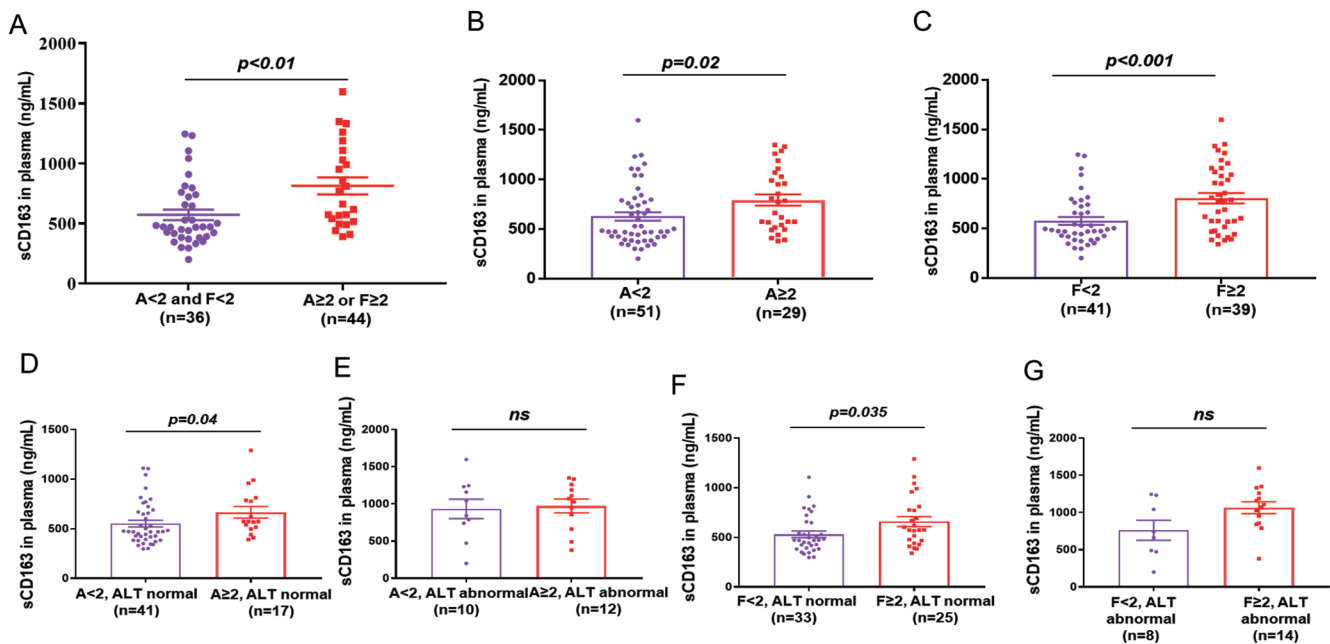 A
sCD163 in plasma (ng/mL)
2000
1500
1000
500
0
p<0.01
A<2 and F<2
(n=36)
A≥2 or F≥2
(n=44)
B
sCD163 in plasma (ng/mL)
2000
1500
1000
500
0
p=0.02
A<2
(n=51)
A≥2
(n=29)
C
sCD163 in plasma (ng/mL)
2000
1500
1000
500
0
p<0.001
F<2
(n=41)
F≥2
(n=39)
D
sCD163 in plasma (ng/mL)
1500
1000
500
0
p=0.04
A<2, ALT normal
(n=41)
A≥2, ALT normal
(n=17)
E
sCD163 in plasma (ng/mL)
2000
1500
1000
500
0
ns
A<2, ALT abnormal
(n=10)
A≥2, ALT abnormal
(n=12)
F
sCD163 in plasma (ng/mL)
1500
1000
500
0
p=0.035
F<2, ALT normal
(n=33)
F≥2, ALT normal
(n=25)
G
sCD163 in plasma (ng/mL)
2000
1500
1000
500
0
ns
F<2, ALT
abnormal
(n=8)
F≥2, ALT
abnormal
(n=14)